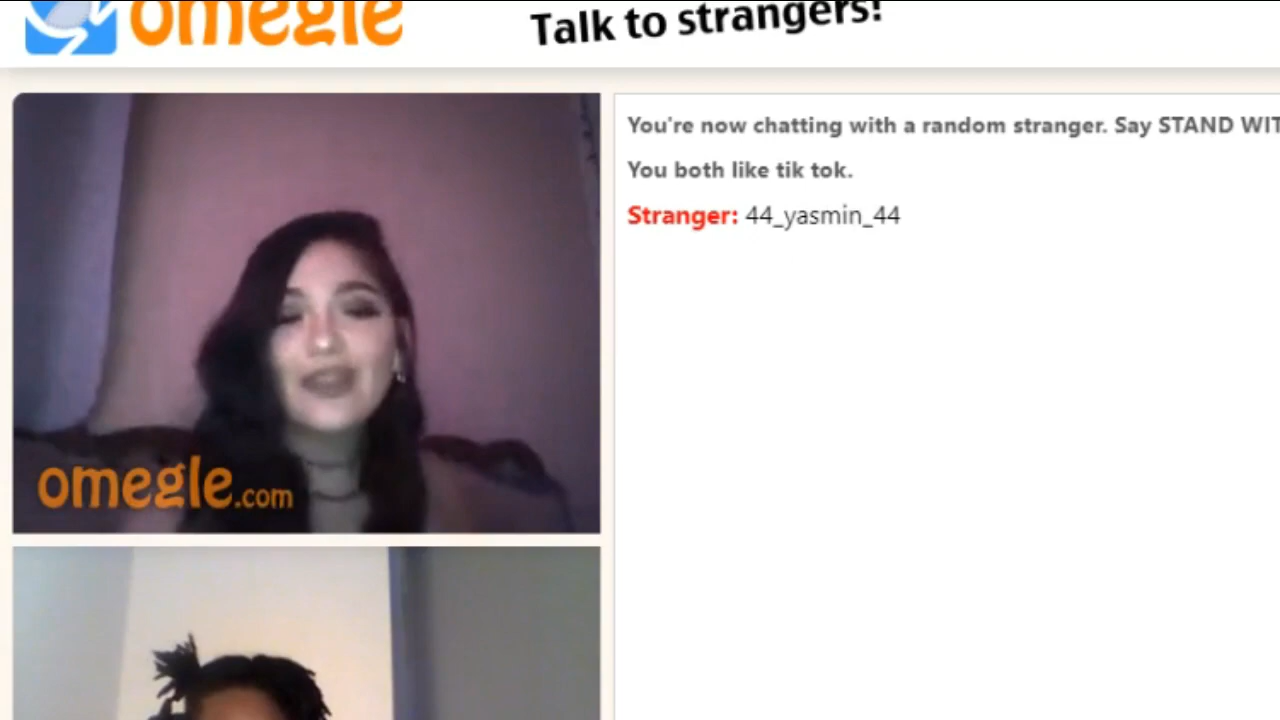 omegle
Talk to strangers!
You're now chatting with a random stranger. Say STAND WIT
You both like tik tok.
Stranger: 44_yasmin_44
omegle.com